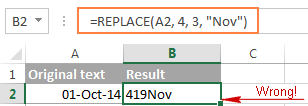 B2 =REPLACE(A2, 4, 3, "Nov")
A B C
1 Original text Result
2 01-Oct-14 419Nov Wrong!